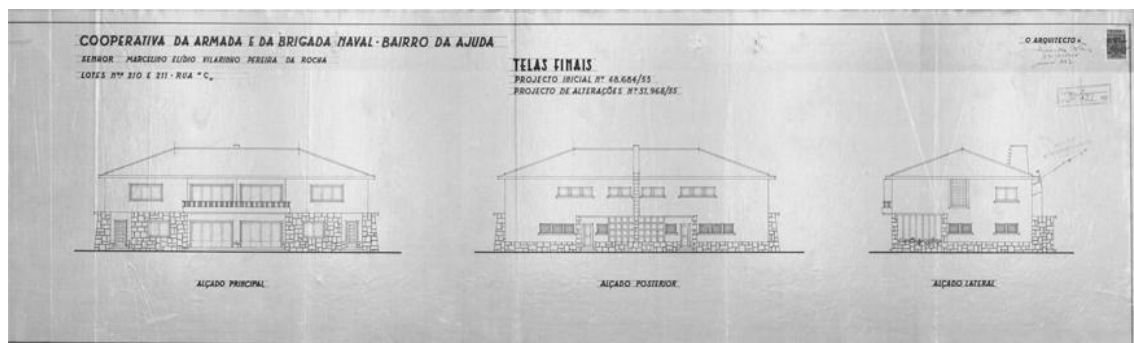 COOPERATIVA DA ARMADA E DA BRIGADA NAVAL - BAIRRO DA AJUDA
SENHOR MARCELINO ELÍDIO VILARINHO PEREIRA DA ROCHA
LOTES Nºs 210 E 211 - RUA "C"
TELAS FINAIS
PROJECTO INICIAL Nº 48.684/53
PROJECTO DE ALTERAÇÕES Nº 31.968/55
O ARQUITECTO
ALÇADO PRINCIPAL
ALÇADO POSTERIOR
ALÇADO LATERAL